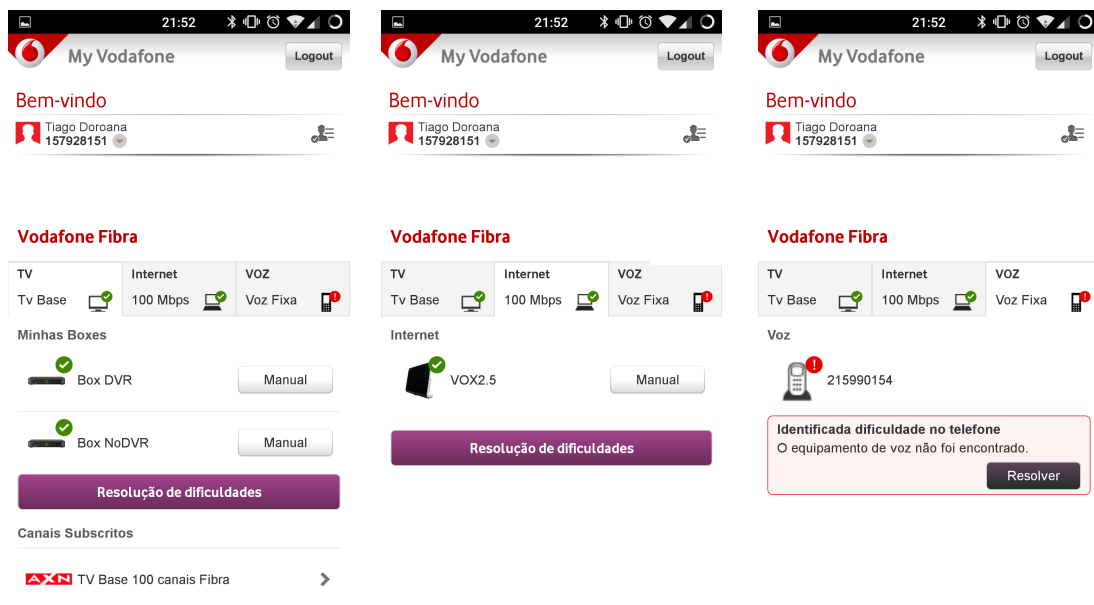 21:52
My Vodafone
Logout
Bem-vindo
Tiago Doroana
157928151
Vodafone Fibra
TV Internet VOZ
Tv Base 100 Mbps Voz Fixa
Minhas Boxes
Box DVR Manual
Box NoDVR Manual
Resolução de dificuldades
Canais Subscritos
AXN TV Base 100 canais Fibra
21:52
My Vodafone
Logout
Bem-vindo
Tiago Doroana
157928151
Vodafone Fibra
TV Internet VOZ
Tv Base 100 Mbps Voz Fixa
Internet
VOX2.5 Manual
Resolução de dificuldades
21:52
My Vodafone
Logout
Bem-vindo
Tiago Doroana
157928151
Vodafone Fibra
TV Internet VOZ
Tv Base 100 Mbps Voz Fixa
Voz
215990154
Identificada dificuldade no telefone
O equipamento de voz não foi encontrado.
Resolver